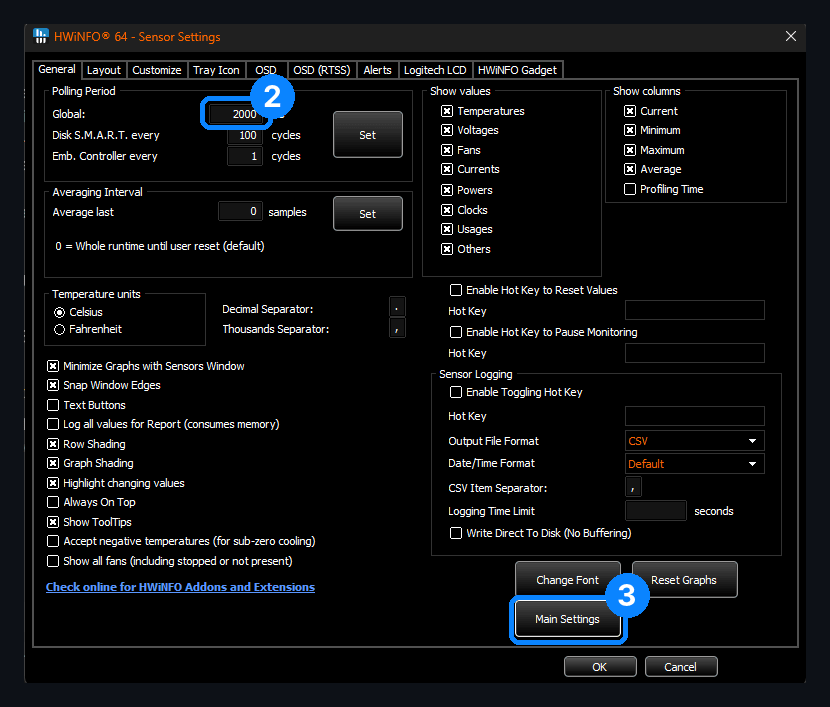 HWiNFO® 64 - Sensor Settings
General
Layout
Customize
Tray Icon
OSD
OSD (RTSS)
Alerts
Logitech LCD
HWiNFO Gadget
Polling Period
Global:
2000
2
Disk S.M.A.R.T. every
100
cycles
Emb. Controller every
1
cycles
Set
Averaging Interval
Average last
0
samples
Set
0 = Whole runtime until user reset (default)
Temperature units
Celsius
Fahrenheit
Decimal Separator:
.
Thousands Separator:
,
Minimize Graphs with Sensors Window
Snap Window Edges
Text Buttons
Log all values for Report (consumes memory)
Row Shading
Graph Shading
Highlight changing values
Always On Top
Show ToolTips
Accept negative temperatures (for sub-zero cooling)
Show all fans (including stopped or not present)
Check online for HWiNFO Addons and Extensions
Show values
Temperatures
Voltages
Fans
Currents
Powers
Clocks
Usages
Others
Show columns
Current
Minimum
Maximum
Average
Profiling Time
Enable Hot Key to Reset Values
Hot Key
Enable Hot Key to Pause Monitoring
Hot Key
Sensor Logging
Enable Toggling Hot Key
Hot Key
Output File Format
CSV
Date/Time Format
Default
CSV Item Separator:
,
Logging Time Limit
seconds
Write Direct To Disk (No Buffering)
Change Font
Reset Graphs
3
Main Settings
OK
Cancel